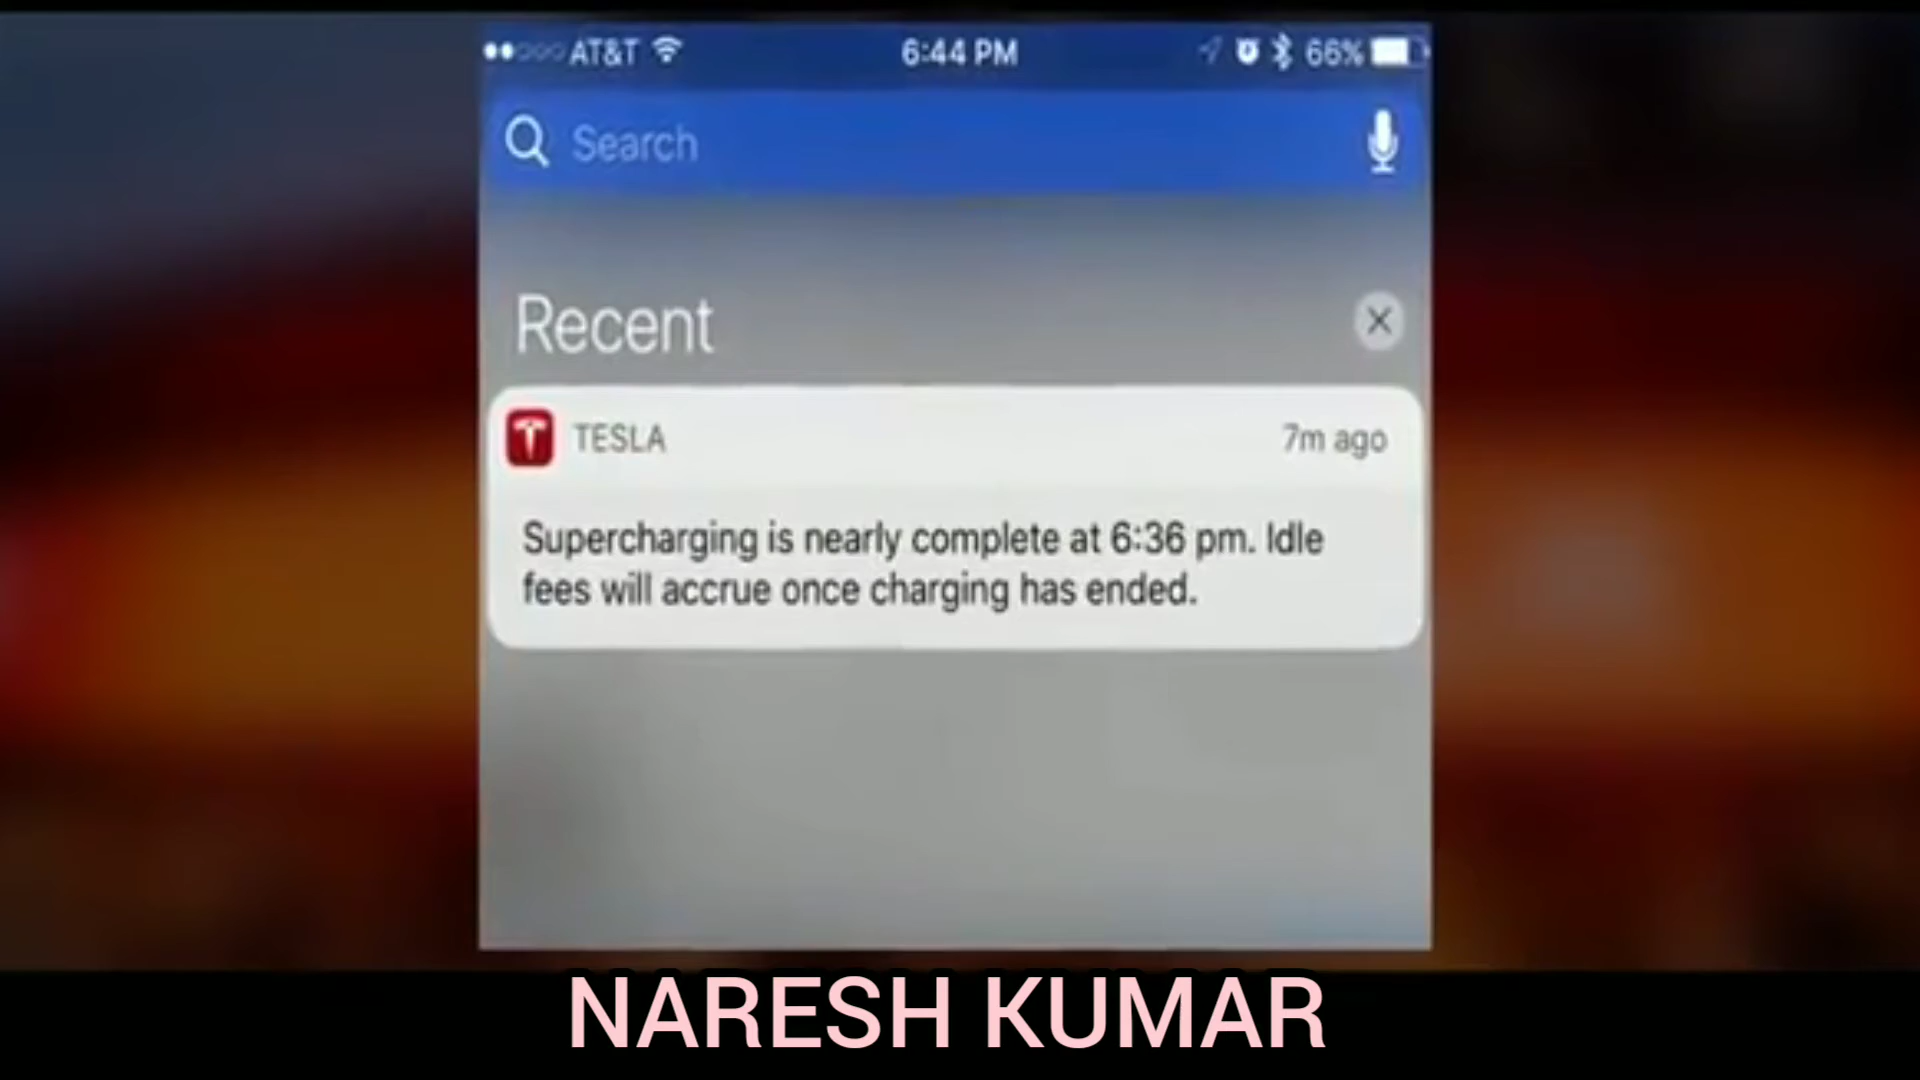 AT&T 6:44 PM 66%
Search
Recent
TESLA 7m ago
Supercharging is nearly complete at 6:36 pm. Idle
fees will accrue once charging has ended.
NARESH KUMAR